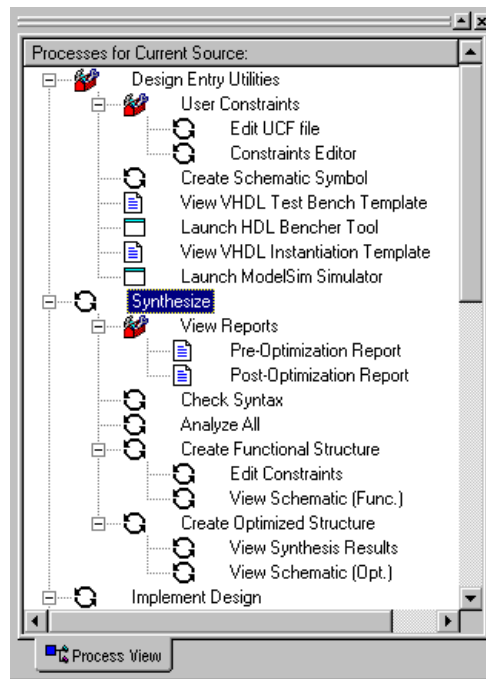 Processes for Current Source:
Design Entry Utilities
User Constraints
Edit UCF file
Constraints Editor
Create Schematic Symbol
View VHDL Test Bench Template
Launch HDL Bencher Tool
View VHDL Instantiation Template
Launch ModelSim Simulator
Synthesize
View Reports
Pre-Optimization Report
Post-Optimization Report
Check Syntax
Analyze All
Create Functional Structure
Edit Constraints
View Schematic (Func.)
Create Optimized Structure
View Synthesis Results
View Schematic (Opt.)
Implement Design
Process View